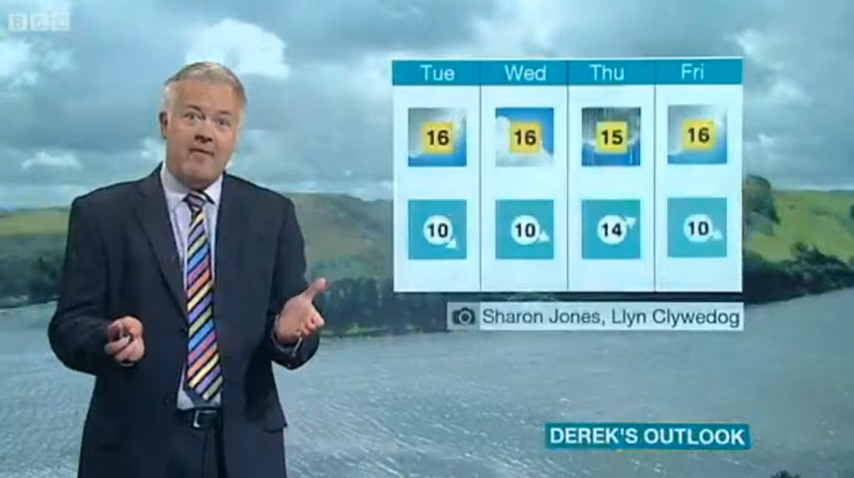 BBC
Tue Wed Thu Fri
16 16 15 16
10 10 14 10
Sharon Jones, Llyn Clywedog
DEREK'S OUTLOOK